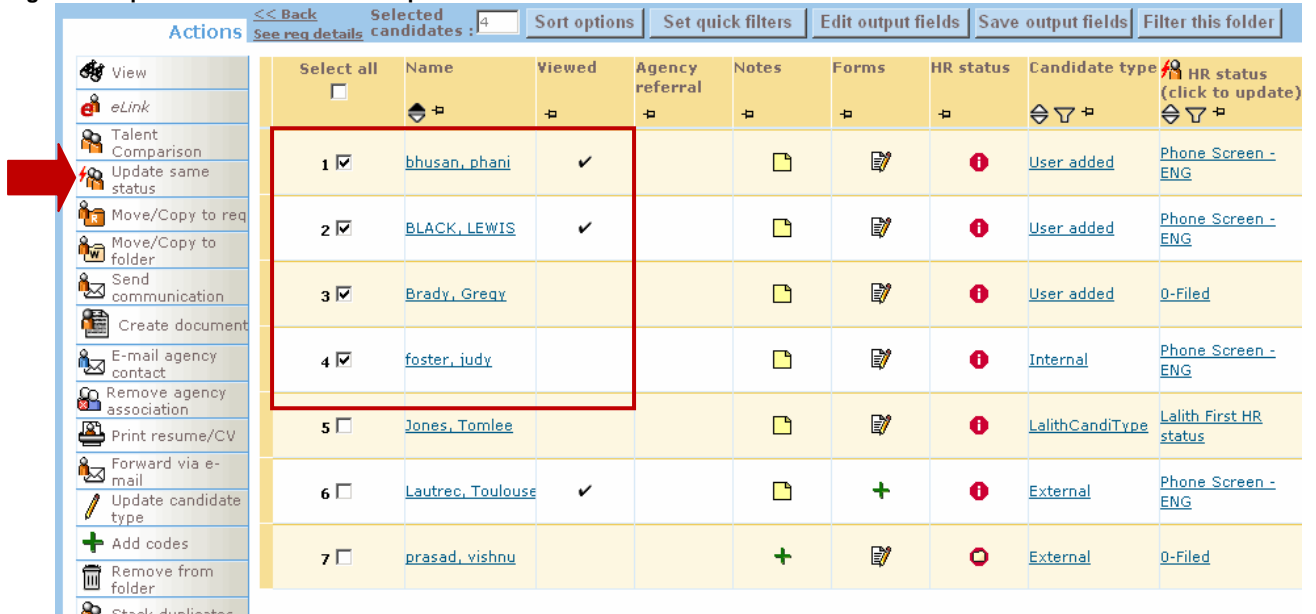 << Back
See req details
Selected
candidates : 4
Sort options
Set quick filters
Edit output fields
Save output fields
Filter this folder
Actions
View
eLink
Talent
Comparison
Update same
status
Move/Copy to req
Move/Copy to
folder
Send
communication
Create document
E-mail agency
contact
Remove agency
association
Print resume/CV
Forward via e-
mail
Update candidate
type
Add codes
Remove from
folder
Select all
Name
Viewed
Agency
referral
Notes
Forms
HR status
Candidate type
HR status
(click to update)
1 bhusan, phani User added Phone Screen -
ENG
2 BLACK, LEWIS User added Phone Screen -
ENG
3 Brady, Gregy User added 0-Filed
4 foster, judy Internal Phone Screen -
ENG
5 Jones, Tomlee LalithCandiType Lalith First HR
status
6 Lautrec, Toulouse External Phone Screen -
ENG
7 prasad, vishnu External 0-Filed